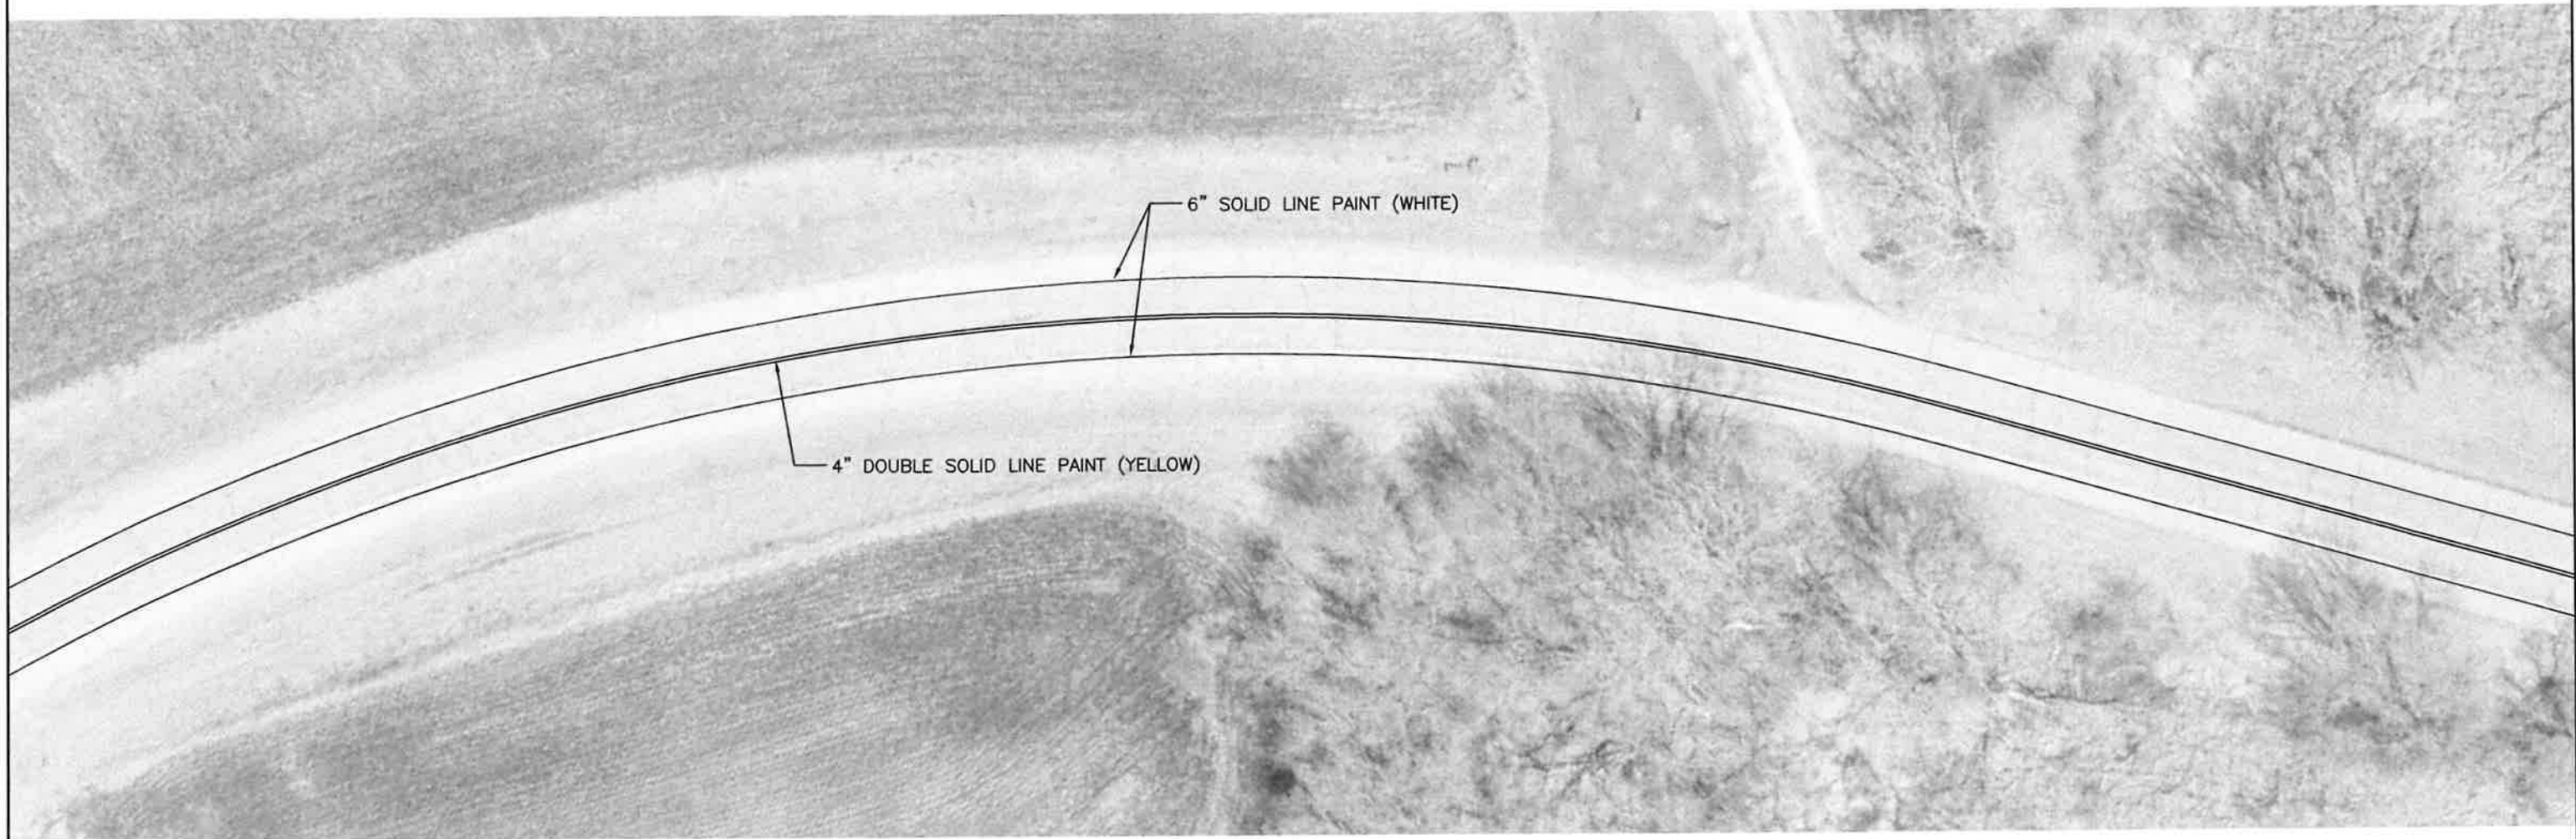 6" SOLID LINE PAINT (WHITE)
4" DOUBLE SOLID LINE PAINT (YELLOW)